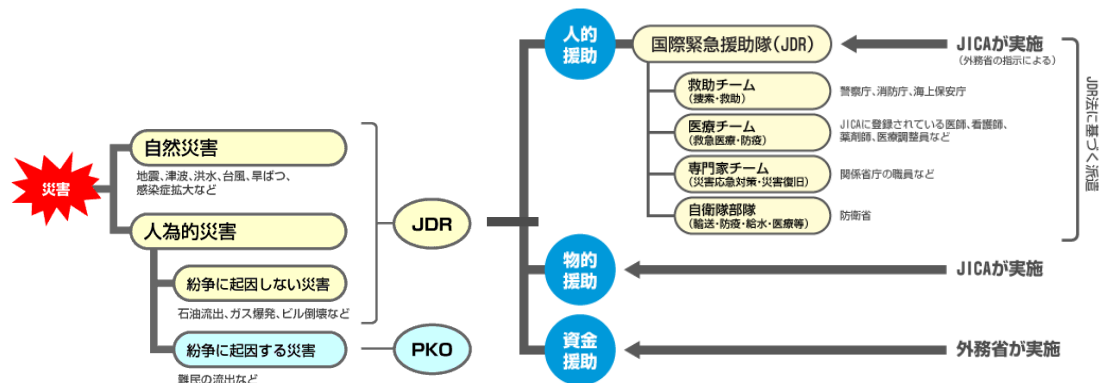 災害
自然災害
地震、津波、洪水、台風、旱ばつ、
感染症拡大など
人為的災害
紛争に起因しない災害
石油流出、ガス爆発、ビル倒壊など
紛争に起因する災害
難民の流出など
JDR
PKO
人的
援助
国際緊急援助隊(JDR)
JICAが実施
(外務省の指示による)
救助チーム
(捜索・救助)
警察庁、消防庁、海上保安庁
医療チーム
(救急医療・防疫)
JICAに登録されている医師、看護師、
薬剤師、医療調整員など
専門家チーム
(災害応急対策・災害復旧)
関係省庁の職員など
自衛隊部隊
(輸送・防疫・給水・医療等)
防衛省
JDR法に基づく派遣
物的
援助
JICAが実施
資金
援助
外務省が実施